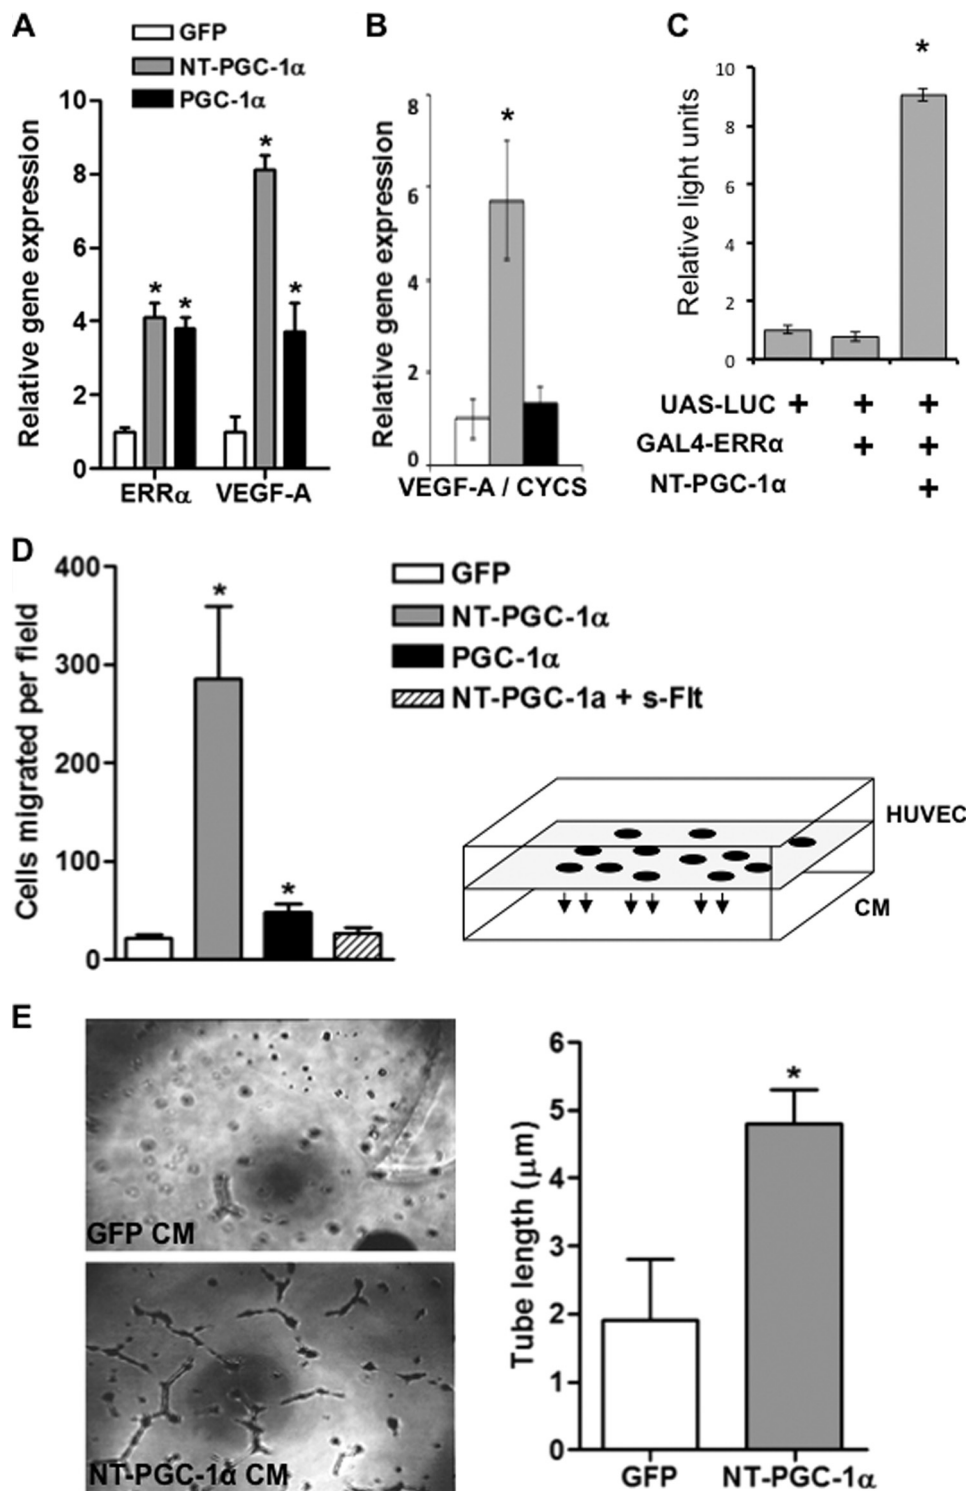 A
GFP
NT-PGC-1α
PGC-1α
Relative gene expression
10
8
6
4
2
0
* * * *
ERRα VEGF-A
B
Relative gene expression
8
6
4
2
0
*
VEGF-A / CYCS
C
Relative light units
10
8
6
4
2
0
*
UAS-LUC + + +
GAL4-ERRα + +
NT-PGC-1α +
D
Cells migrated per field
400
300
200
100
0
* *
GFP
NT-PGC-1α
PGC-1α
NT-PGC-1a + s-Flt
HUVEC
CM
E
GFP CM
NT-PGC-1α CM
Tube length (μm)
6
5
4
3
2
1
0
*
GFP NT-PGC-1α